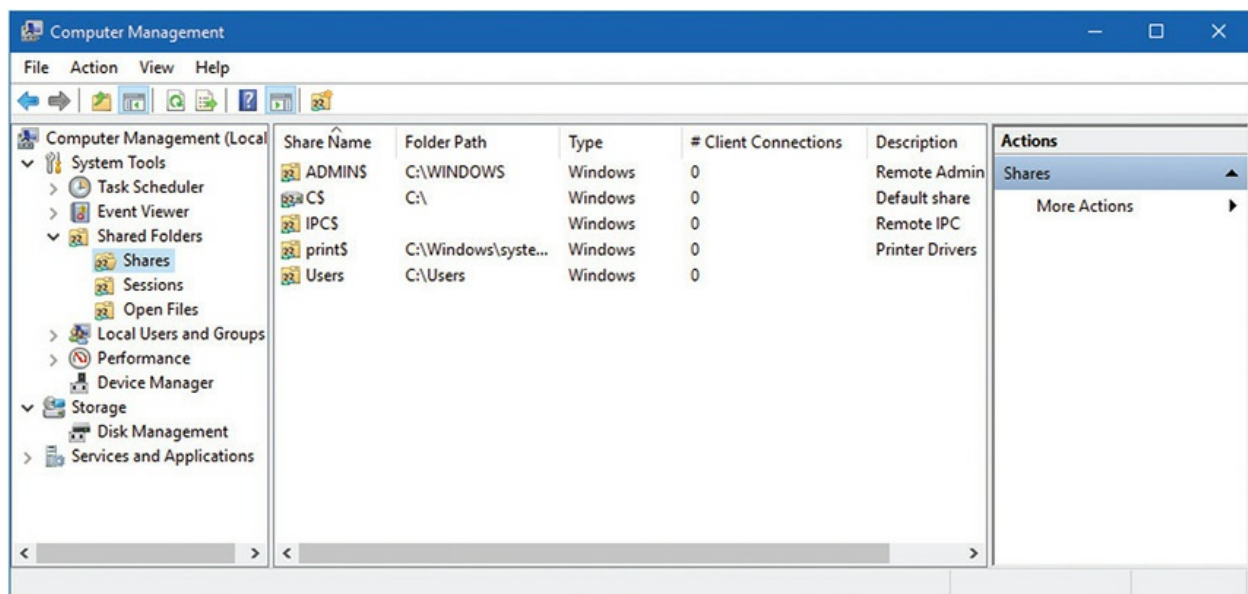 Computer Management
File Action View Help
Computer Management (Local
System Tools
Task Scheduler
Event Viewer
Shared Folders
Shares
Sessions
Open Files
Local Users and Groups
Performance
Device Manager
Storage
Disk Management
Services and Applications
Share Name Folder Path Type # Client Connections Description
ADMIN$ C:\WINDOWS Windows 0 Remote Admin
C$ C:\ Windows 0 Default share
IPC$ Windows 0 Remote IPC
print$ C:\Windows\syste... Windows 0 Printer Drivers
Users C:\Users Windows 0
Actions
Shares
More Actions